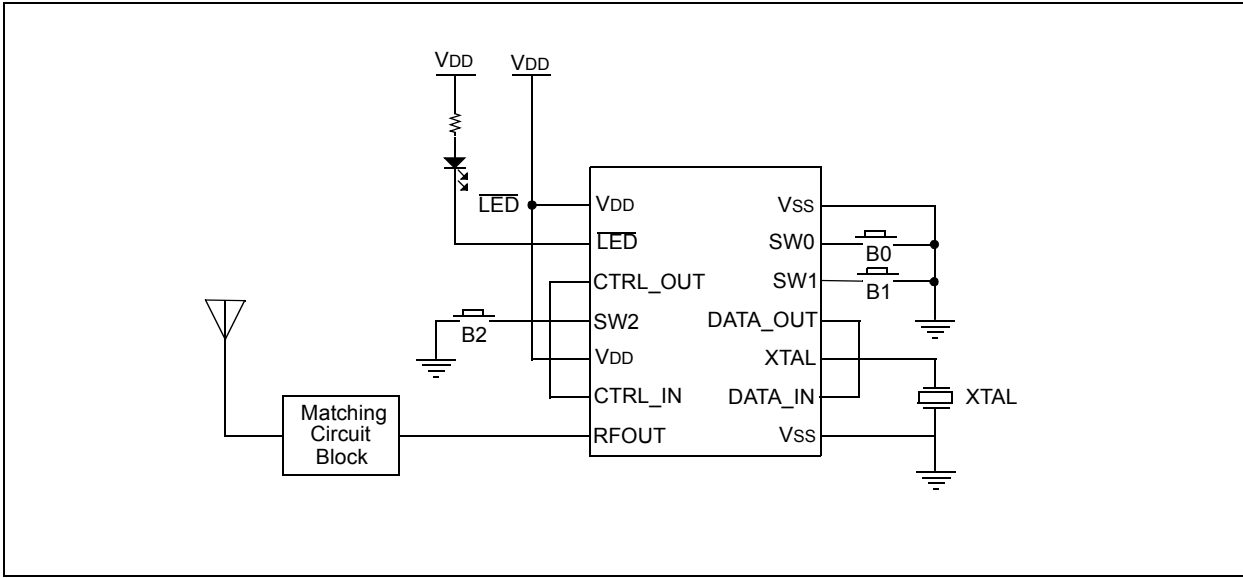 VDD
VDD
LED
VDD
LED
CTRL_OUT
SW2
VDD
CTRL_IN
RFOUT
VSS
SW0
SW1
DATA_OUT
XTAL
DATA_IN
VSS
B0
B1
B2
XTAL
Matching
Circuit
Block